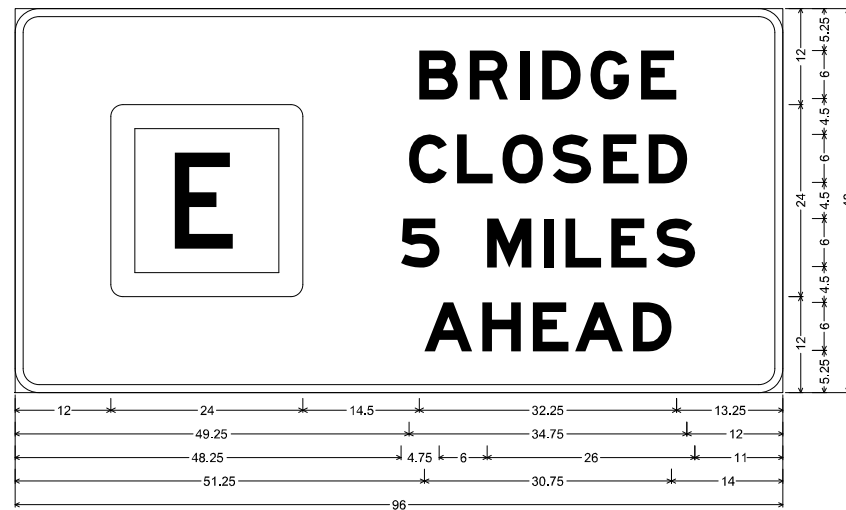 E
BRIDGE
CLOSED
5 MILES
AHEAD
12 24 12
5.25 6 4.5 6 4.5 6 4.5 6 5.25
12 24 14.5 32.25 13.25
49.25 34.75 12
48.25 4.75 6 26 11
51.25 30.75 14
96